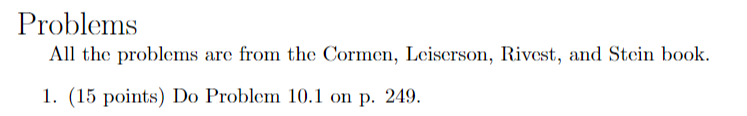 Problems
All the problems are from the Cormen, Leiserson, Rivest, and Stein book.
1. (15 points) Do Problem 10.1 on p. 249.